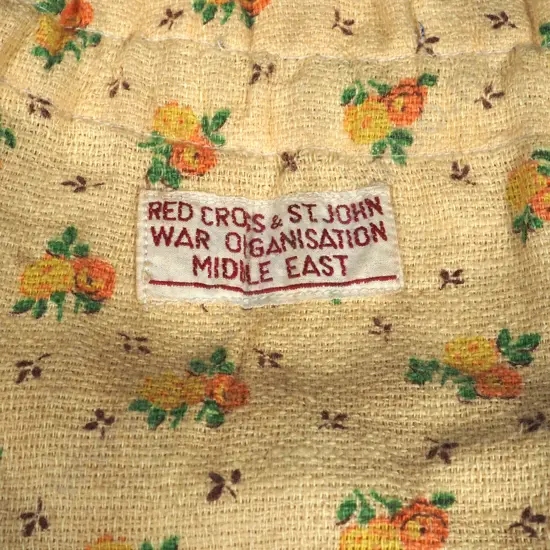 RED CROSS & ST. JOHN
WAR ORGANISATION
MIDDLE EAST